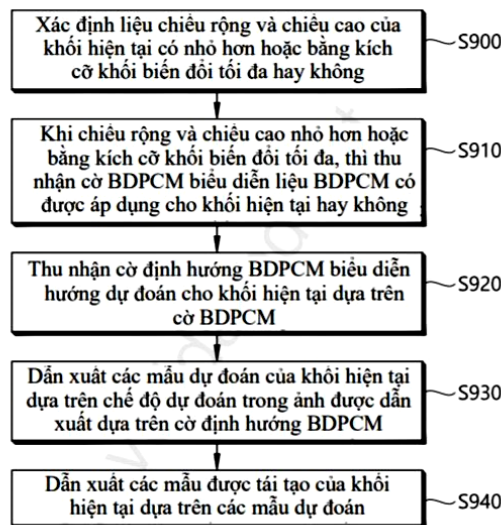 Xác định liệu chiều rộng và chiều cao của
khối hiện tại có nhỏ hơn hoặc bằng kích
cỡ khối biến đổi tối đa hay không
S900
Khi chiều rộng và chiều cao nhỏ hơn hoặc
bằng kích cỡ khối biến đổi tối đa, thì thu
nhận cờ BDPCM biểu diễn liệu BDPCM có
được áp dụng cho khối hiện tại hay không
S910
Thu nhận cờ định hướng BDPCM biểu diễn
hướng dự đoán cho khối hiện tại dựa trên
cờ BDPCM
S920
Dẫn xuất các mẫu dự đoán của khối hiện tại
dựa trên chế độ dự đoán trong ảnh được dẫn
xuất dựa trên cờ định hướng BDPCM
S930
Dẫn xuất các mẫu được tái tạo của khối
hiện tại dựa trên các mẫu dự đoán
S940